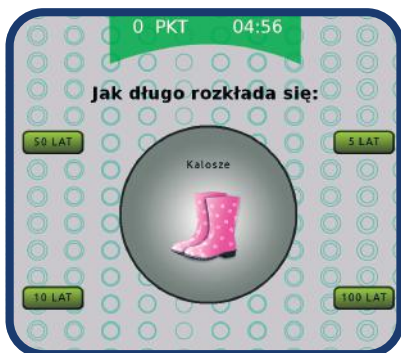 0 PKT 04:56
Jak długo rozkłada się:
50 LAT
5 LAT
Kalosze
10 LAT
100 LAT